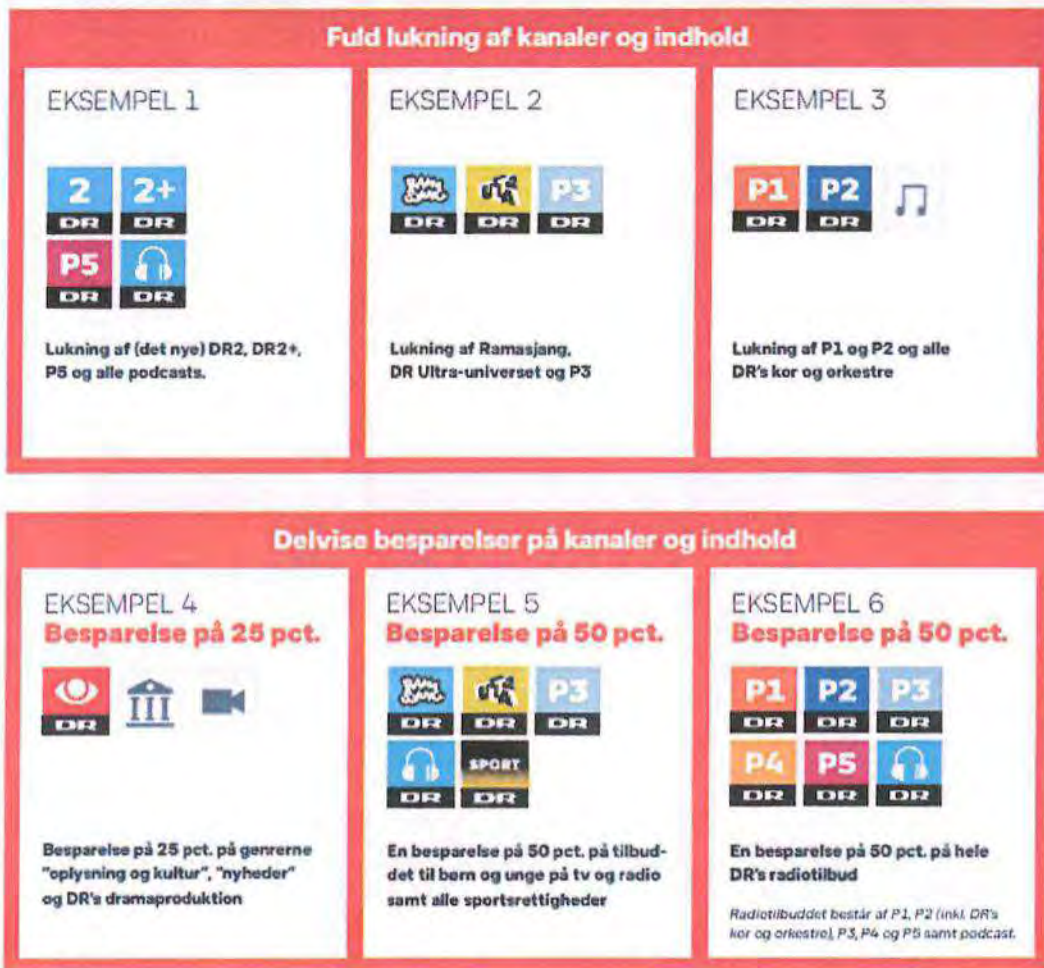 Fuld lukning af kanaler og indhold
EKSEMPEL 1
2 2+
DR DR
P5
DR DR
Lukning af (det nye) DR2, DR2+,
P5 og alle podcasts.
EKSEMPEL 2
P3
DR DR DR
Lukning af Ramasjang,
DR Ultra-universet og P3
EKSEMPEL 3
P1 P2
DR DR
Lukning af P1 og P2 og alle
DR's kor og orkestre
Delvise besparelser på kanaler og indhold
EKSEMPEL 4
Besparelse på 25 pct.
DR
Besparelse på 25 pct. på genrerne
"oplysning og kultur", "nyheder"
og DR's dramaproduktion
EKSEMPEL 5
Besparelse på 50 pct.
P3
DR DR DR
SPORT
DR DR
En besparelse på 50 pct. på tilbud-
det til børn og unge på tv og radio
samt alle sportsrettigheder
EKSEMPEL 6
Besparelse på 50 pct.
P1 P2 P3
DR DR DR
P4 P5
DR DR DR
En besparelse på 50 pct. på hele
DR's radiotilbud
Radiotilbuddet består af P1, P2 (inkl. DR's
kor og orkestre), P3, P4 og P5 samt podcast.